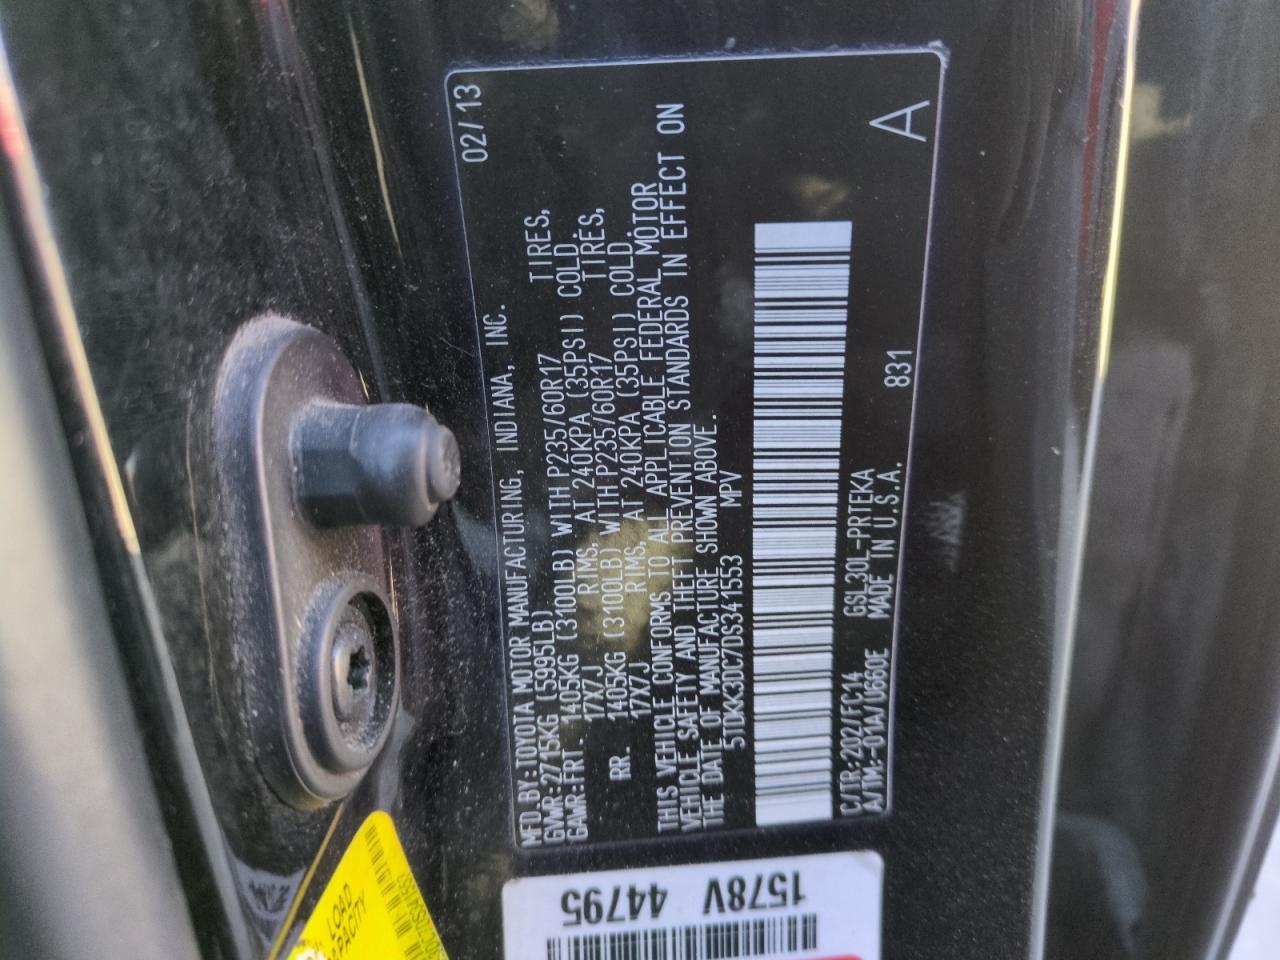 MFD.BY:TOYOTA MOTOR MANUFACTURING, INDIANA, INC. 02/13
GVWR:2715KG (5995LB)
GAWR:FRT. 1405KG (3100LB) WITH P235/60R17 TIRES,
17X7J RIMS, AT 240KPA (35PSI) COLD.
RR. 1405KG (3100LB) WITH P235/60R17 TIRES,
17X7J RIMS, AT 240KPA (35PSI) COLD.
THIS VEHICLE CONFORMS TO ALL APPLICABLE FEDERAL MOTOR
VEHICLE SAFETY AND THEFT PREVENTION STANDARDS IN EFFECT ON
THE DATE OF MANUFACTURE SHOWN ABOVE.
5TDKK3DC7DS341553 MPV
C/TR:202/FC14 GSL30L-PRTEKA
A/TM:-01A/U660E MADE IN U.S.A. 831
A
1578V
44795
LOAD